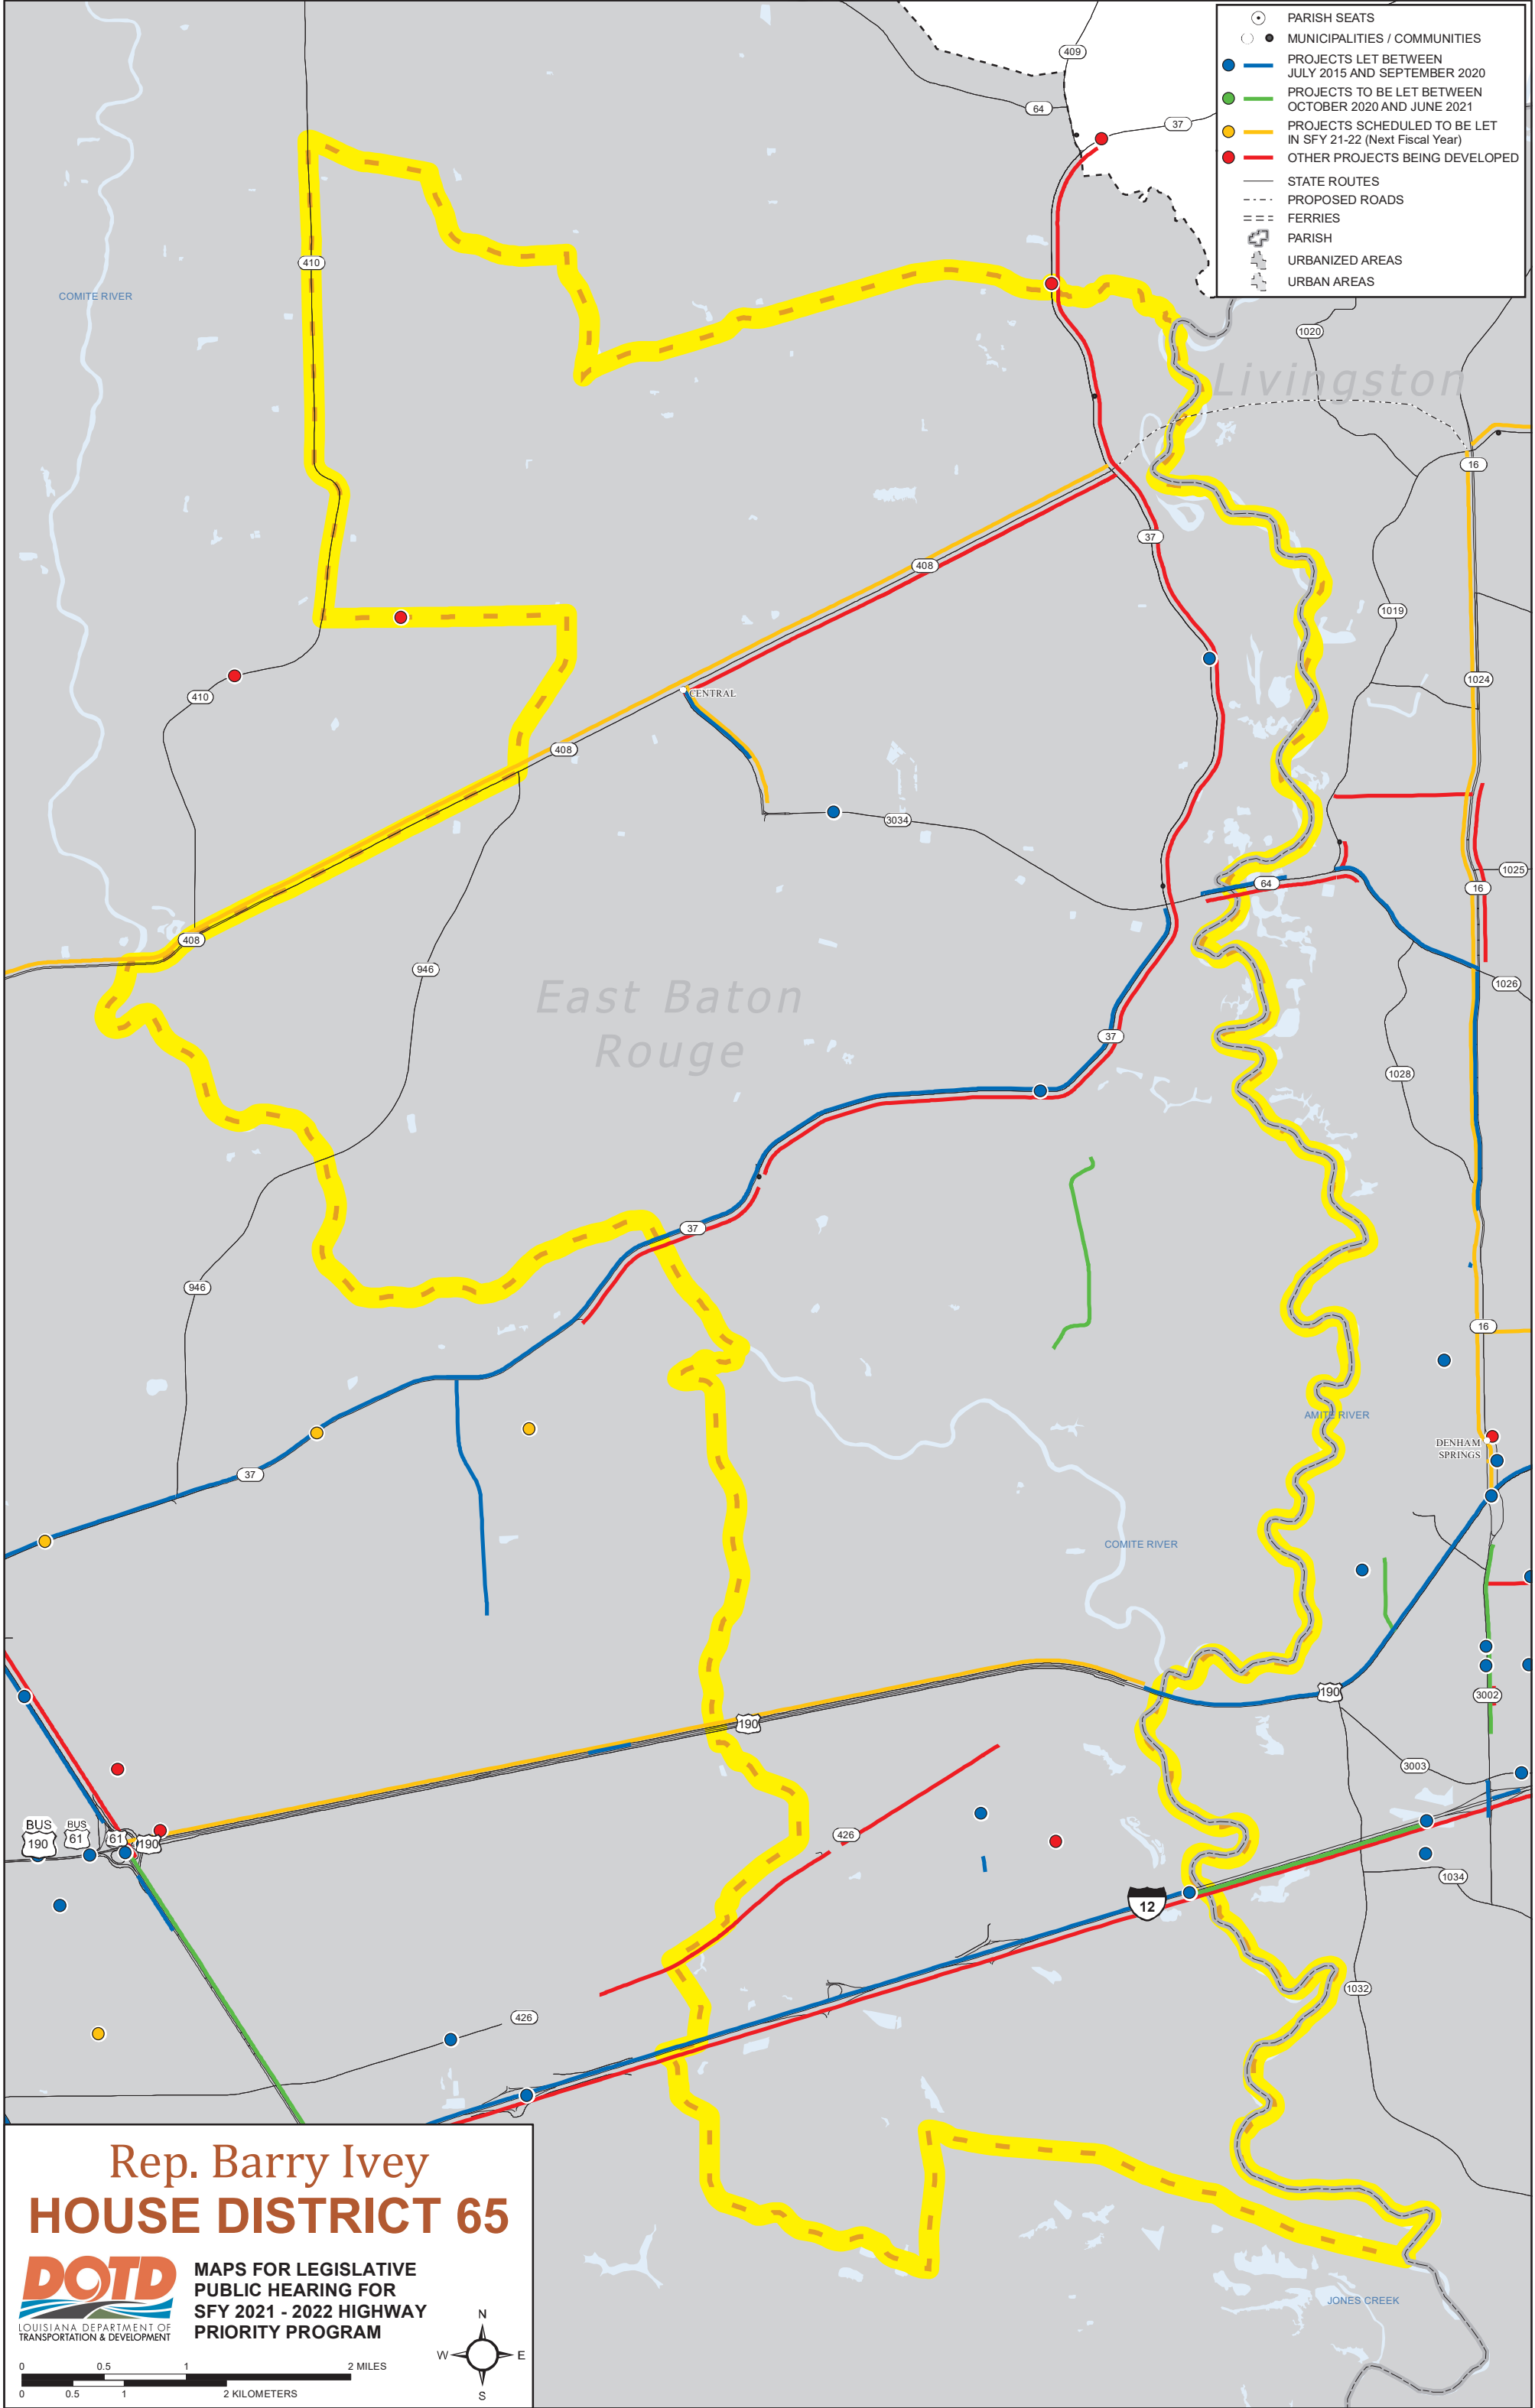 PARISH SEATS
MUNICIPALITIES / COMMUNITIES
PROJECTS LET BETWEEN
JULY 2015 AND SEPTEMBER 2020
PROJECTS TO BE LET BETWEEN
OCTOBER 2020 AND JUNE 2021
PROJECTS SCHEDULED TO BE LET
IN SFY 21-22 (Next Fiscal Year)
OTHER PROJECTS BEING DEVELOPED
STATE ROUTES
PROPOSED ROADS
FERRIES
PARISH
URBANIZED AREAS
URBAN AREAS
409
64
37
410
COMITE RIVER
1020
Livingston
16
37
408
1019
1024
410
CENTRAL
408
3034
1025
64
16
408
946
1026
East Baton
Rouge
37
1028
37
946
16
AMITE RIVER
DENHAM
SPRINGS
37
COMITE RIVER
190
3002
190
3003
426
BUS
190
BUS
61
61
190
1034
12
1032
426
JONES CREEK
Rep. Barry Ivey
HOUSE DISTRICT 65
DOTD
LOUISIANA DEPARTMENT OF
TRANSPORTATION & DEVELOPMENT
MAPS FOR LEGISLATIVE
PUBLIC HEARING FOR
SFY 2021 - 2022 HIGHWAY
PRIORITY PROGRAM
N
W E
S
0 0.5 1 2 MILES
0 0.5 1 2 KILOMETERS